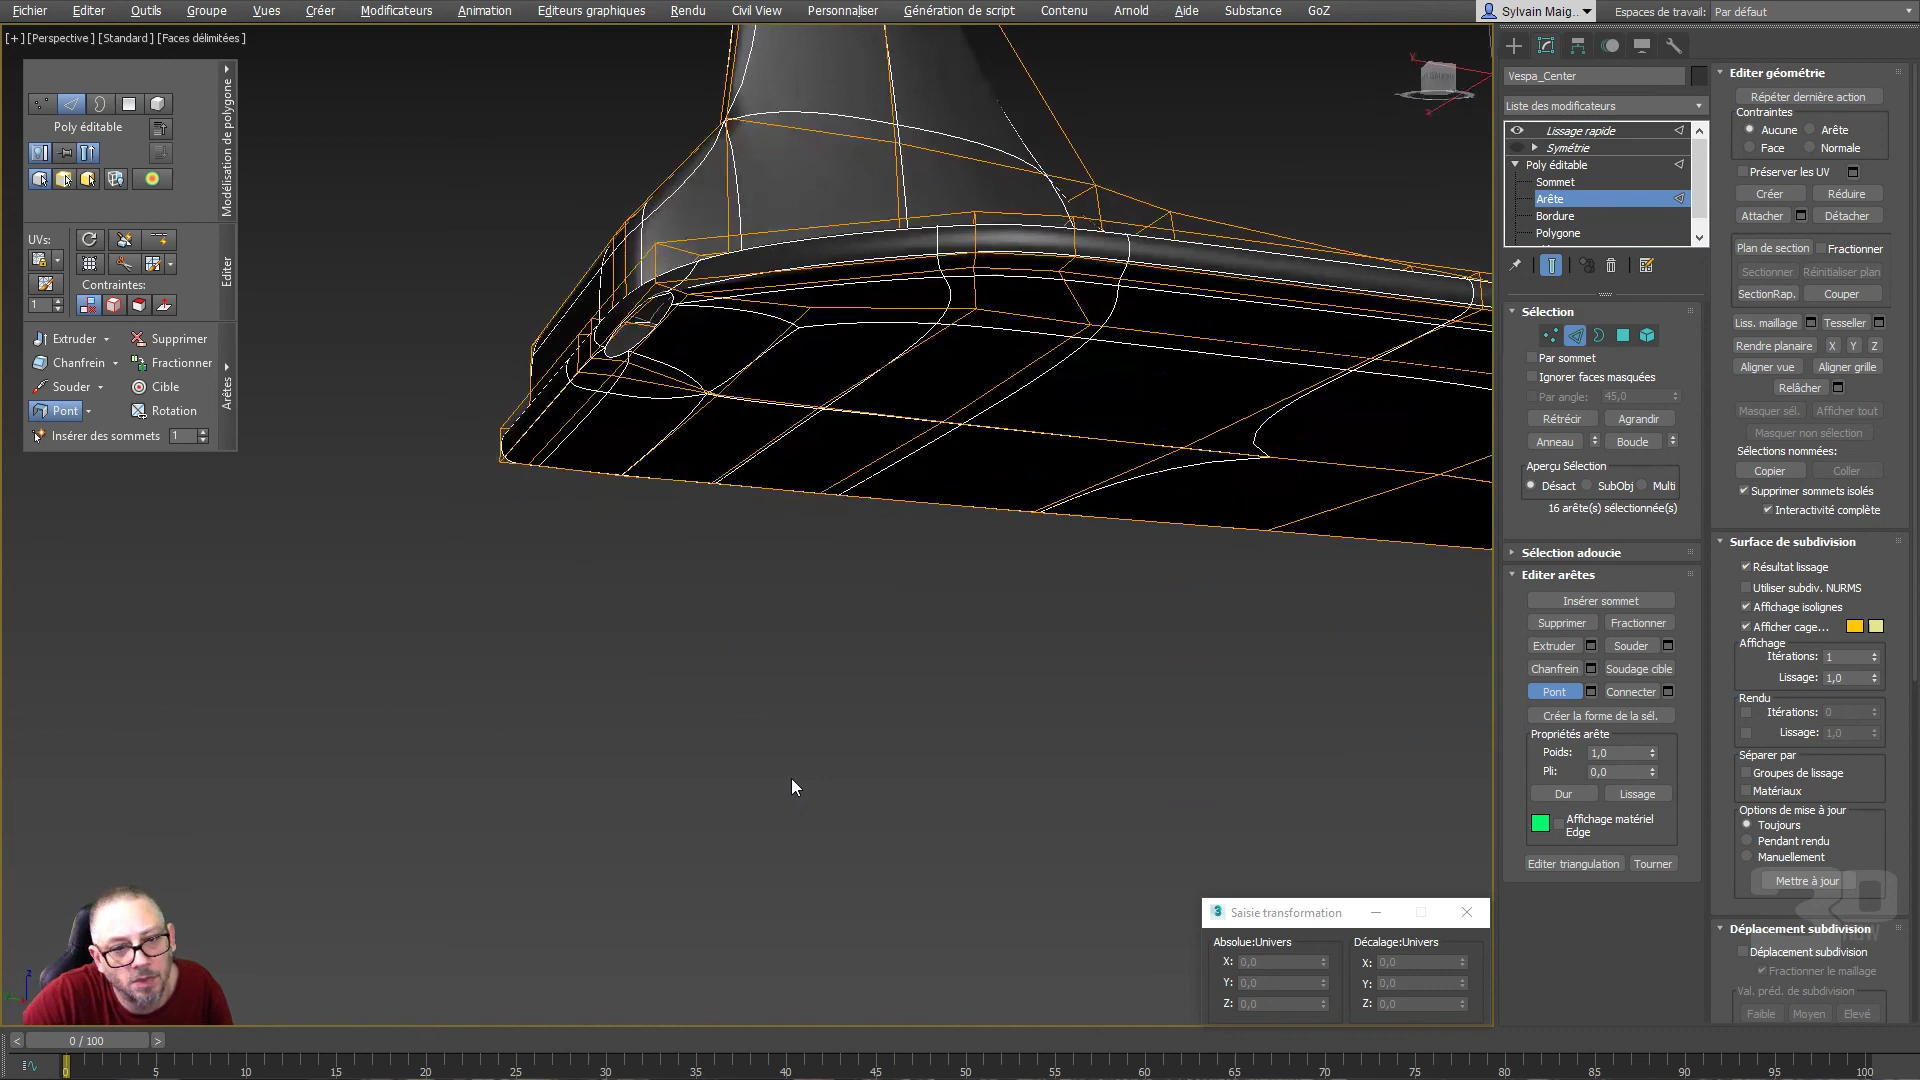 Fichier Editer Outils Groupe Vues Créer Modificateurs Animation Editeurs graphiques Rendu Civil View Personnaliser Génération de script Contenu Arnold Aide Substance GoZ Sylvain Maig... Espaces de travail: Par défaut
[+] [Perspective] [Standard] [Faces délimitées]
Modélisation de polygone
Poly éditable
UVs:
Editer
Contraintes:
1
Extruder Supprimer
Chanfrein Fractionner
Souder Cible
Pont Rotation
Insérer des sommets 1
Arêtes
Vespa_Center
Liste des modificateurs
Lissage rapide
Symétrie
Poly éditable
Sommet
Arête
Bordure
Polygone
Sélection
Par sommet
Ignorer faces masquées
Par angle: 45,0
Rétrécir Agrandir
Anneau Boucle
Aperçu Sélection
Désact SubObj Multi
16 arête(s) sélectionnée(s)
Sélection adoucie
Editer arêtes
Insérer sommet
Supprimer Fractionner
Extruder Souder
Chanfrein Soudage cible
Pont Connecter
Créer la forme de la sél.
Propriétés arête
Poids: 1,0
Pli: 0,0
Dur Lissage
Affichage matériel
Edge
Editer triangulation Tourner
Editer géométrie
Répéter dernière action
Contraintes
Aucune Arête
Face Normale
Préserver les UV
Créer Réduire
Attacher Détacher
Plan de section Fractionner
Sectionner Réinitialiser plan
SectionRap. Couper
Liss. maillage Tesseller
Rendre planaire X Y Z
Aligner vue Aligner grille
Relâcher
Masquer sél. Afficher tout
Masquer non sélection
Sélections nommées:
Copier Coller
Supprimer sommets isolés
Interactivité complète
Surface de subdivision
Résultat lissage
Utiliser subdiv. NURMS
Affichage isolignes
Afficher cage...
Affichage
Itérations: 1
Lissage: 1,0
Rendu
Itérations: 0
Lissage: 1,0
Séparer par
Groupes de lissage
Matériaux
Options de mise à jour
Toujours
Pendant rendu
Manuellement
Mettre à jour
Déplacement subdivision
Déplacement subdivision
Fractionner le maillage
Val. préd. de subdivision
Faible Moyen Elevé
3 Saisie transformation
Absolue:Univers Décalage:Univers
X: 0,0 X: 0,0
Y: 0,0 Y: 0,0
Z: 0,0 Z: 0,0
0 / 100
0 5 10 15 20 25 30 35 40 45 50 55 60 65 70 75 80 85 90 95 100